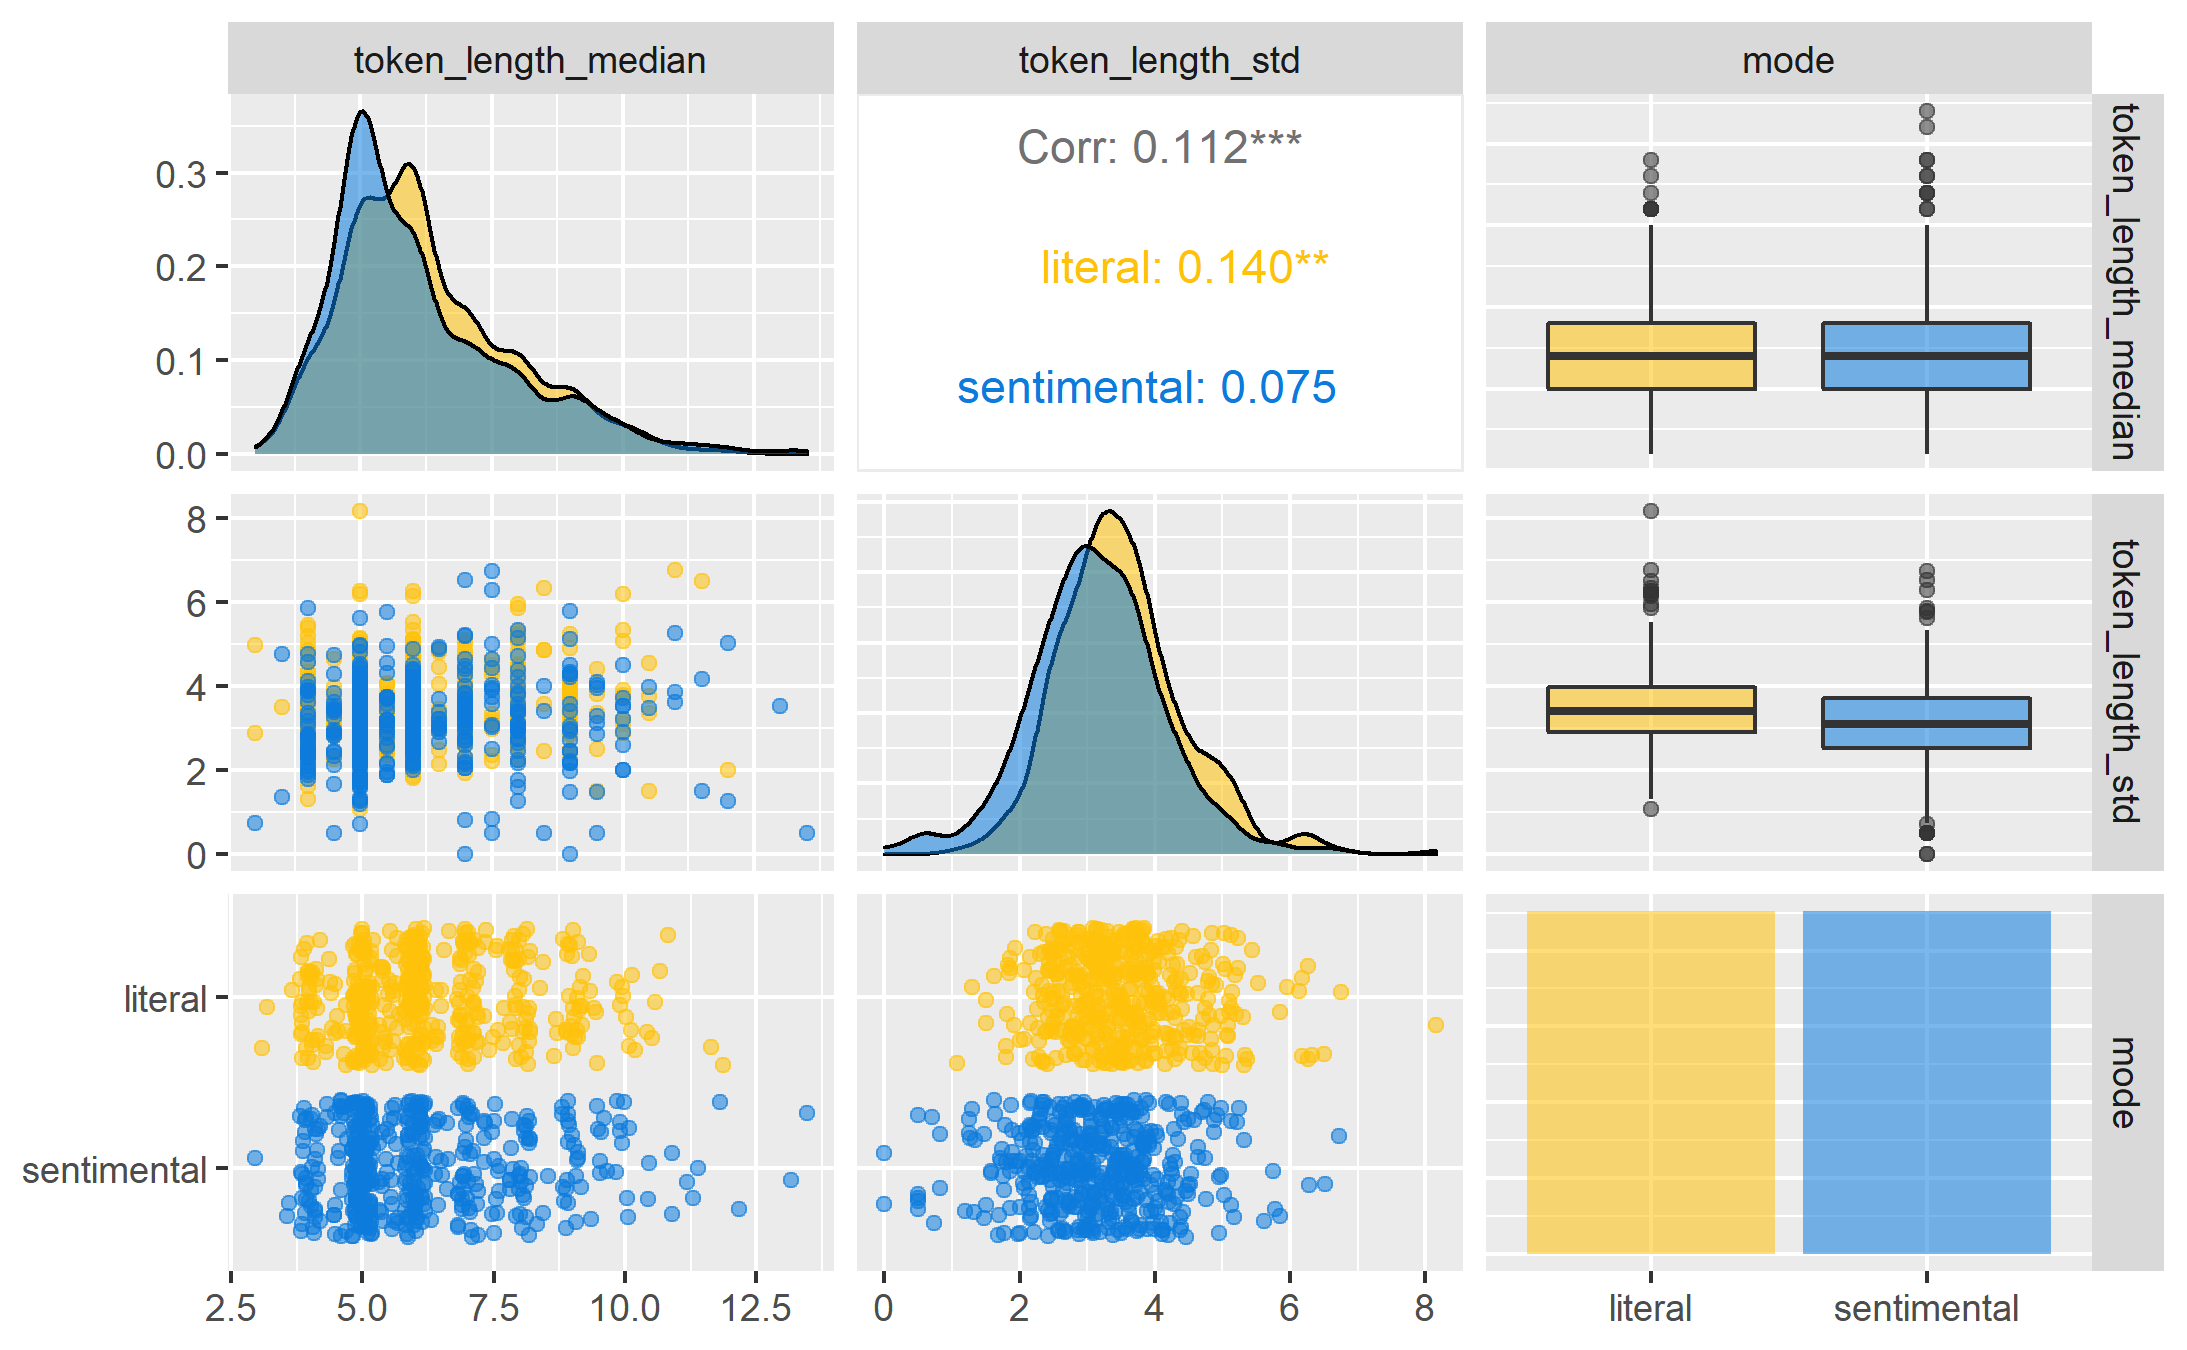 token_length_median
token_length_std
mode
0.3
0.2
0.1
0.0
Corr: 0.112***
literal: 0.140**
sentimental: 0.075
token_length_median
8
6
4
2
0
token_length_std
literal
sentimental
mode
2.5 5.0 7.5 10.0 12.5
0 2 4 6 8
literal sentimental